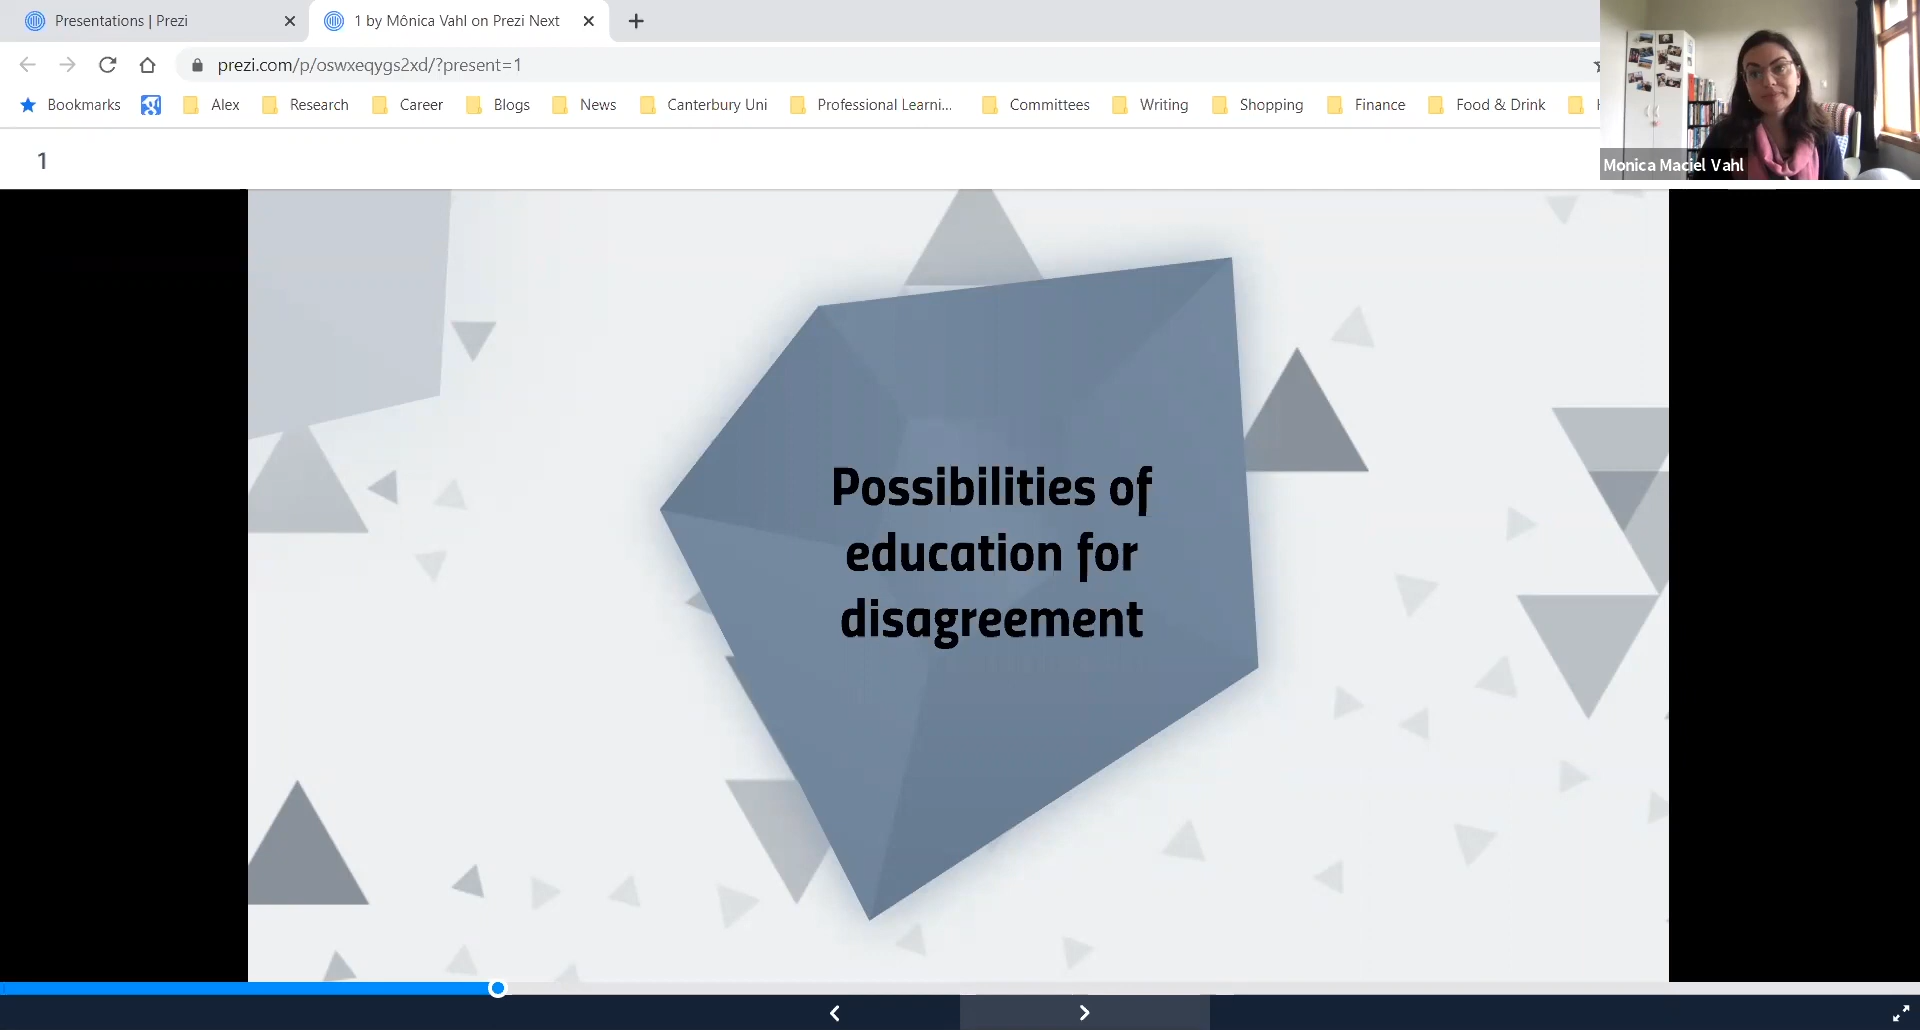 Presentations | Prezi
1 by Mônica Vahl on Prezi Next
prezi.com/p/oswxeqygs2xd/?present=1
Bookmarks Alex Research Career Blogs News Canterbury Uni Professional Learni... Committees Writing Shopping Finance Food & Drink
1
Monica Maciel Vahl
Possibilities of
education for
disagreement